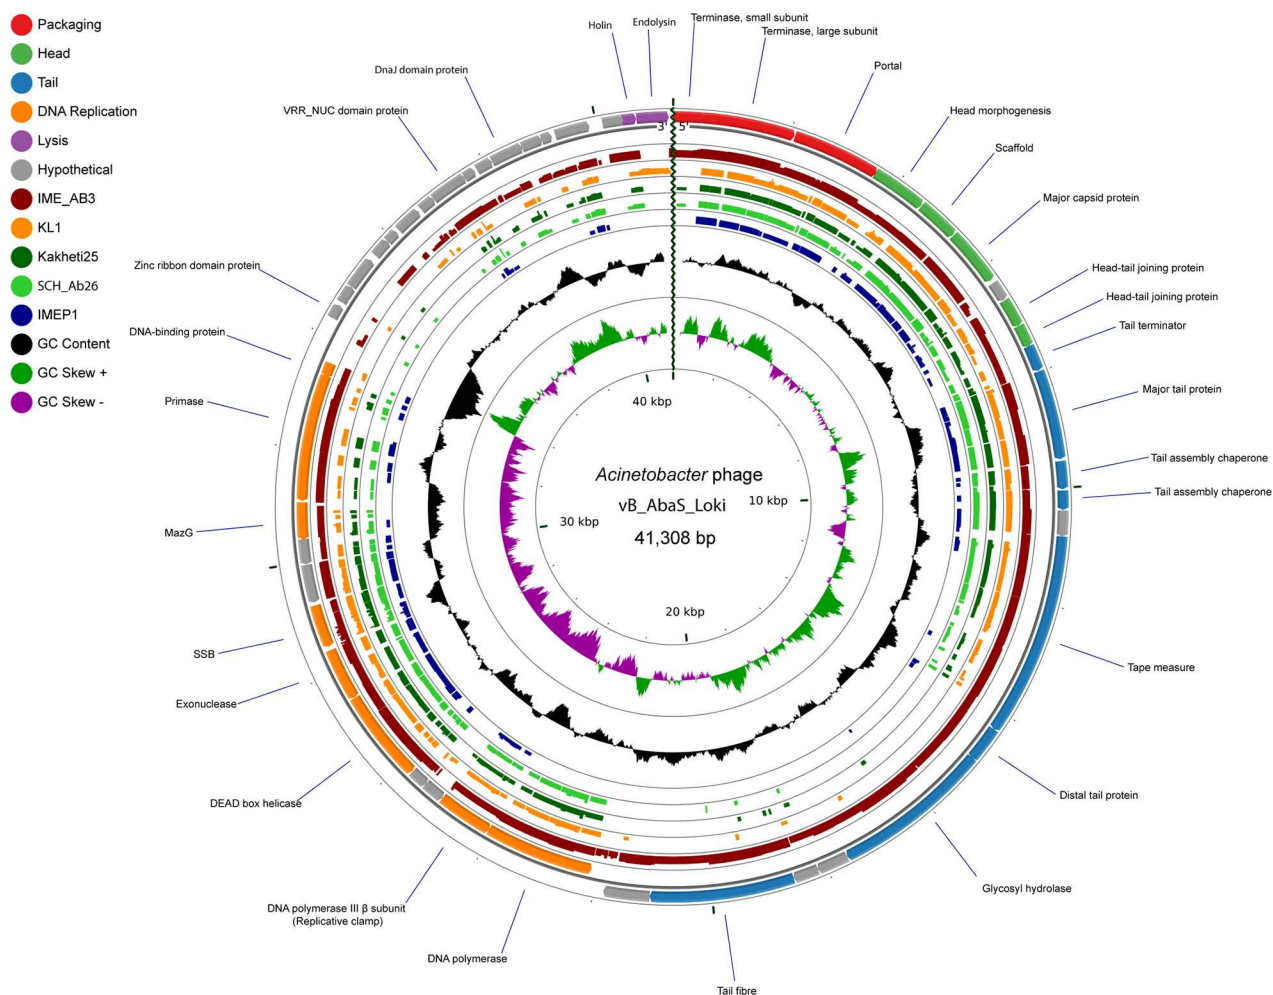 Packaging
Head
Tail
DNA Replication
Lysis
Hypothetical
IME_AB3
KL1
Kakheti25
SCH_Ab26
IMEP1
GC Content
GC Skew +
GC Skew -
Holin
Endolysin
Terminase, small subunit
Terminase, large subunit
Portal
Head morphogenesis
Scaffold
Major capsid protein
Head-tail joining protein
Head-tail joining protein
Tail terminator
Major tail protein
Tail assembly chaperone
Tail assembly chaperone
Tape measure
Distal tail protein
Glycosyl hydrolase
Tail fibre
DNA polymerase
DNA polymerase III β subunit
(Replicative clamp)
DEAD box helicase
Exonuclease
SSB
MazG
Primase
DNA-binding protein
Zinc ribbon domain protein
VRR_NUC domain protein
DnaJ domain protein
3' 5'
40 kbp
10 kbp
20 kbp
30 kbp
Acinetobacter phage
vB_AbaS_Loki
41,308 bp